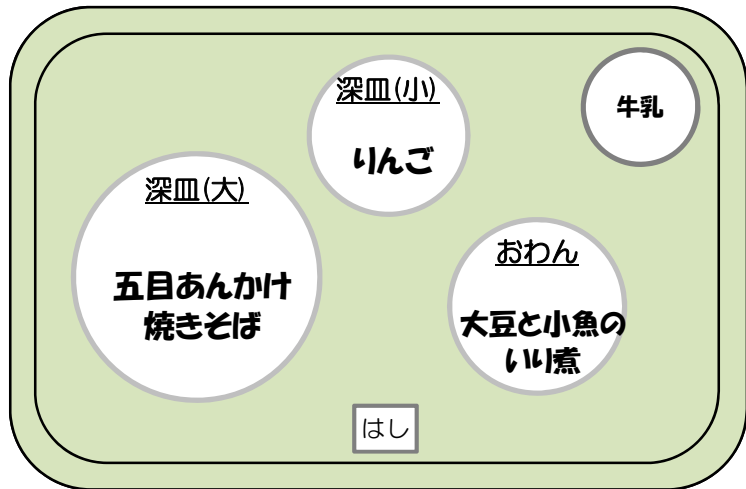 深皿(小)
りんご
牛乳
深皿(大)
五目あんかけ
焼きそば
おわん
大豆と小魚の
いり煮
はし